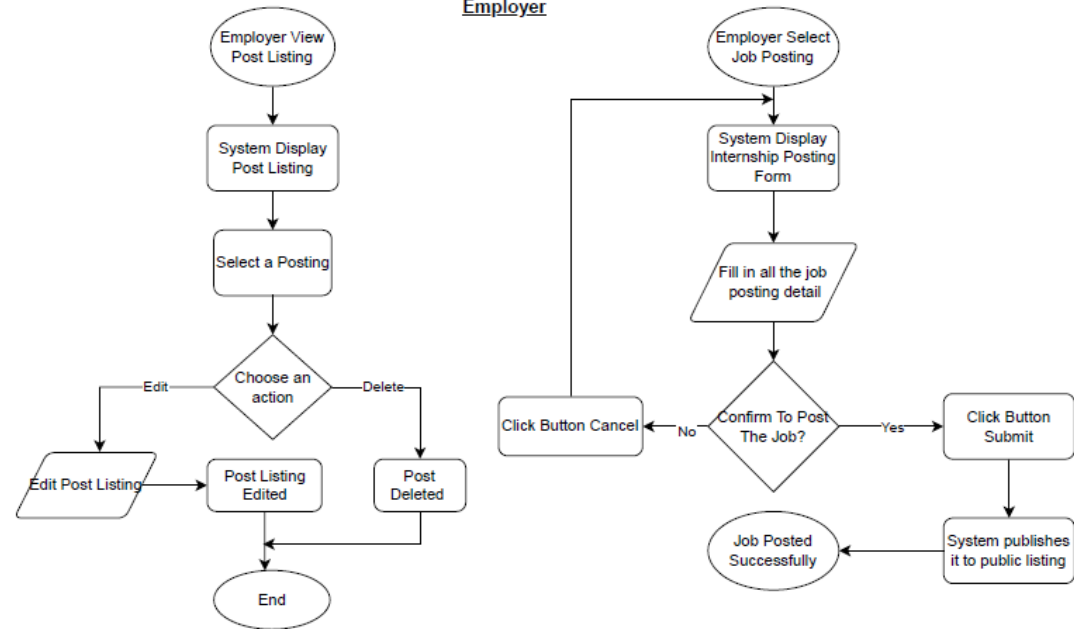 Employer
Employer View
Post Listing
System Display
Post Listing
Select a Posting
Choose an
action
Edit
Delete
Edit Post Listing
Post Listing
Edited
Post
Deleted
End
Employer Select
Job Posting
System Display
Internship Posting
Form
Fill in all the job
posting detail
Confirm To Post
The Job?
No
Yes
Click Button Cancel
Click Button
Submit
System publishes
it to public listing
Job Posted
Successfully